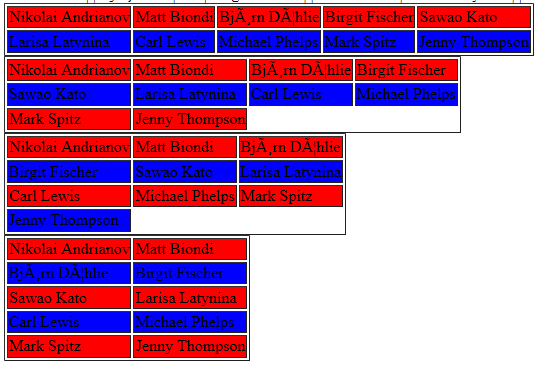 Nikolai Andrianov Matt Biondi BjÃ¸rn DÃ¦hlie Birgit Fischer Sawao Kato
Larisa Latynina Carl Lewis Michael Phelps Mark Spitz Jenny Thompson
Nikolai Andrianov Matt Biondi BjÃ¸rn DÃ¦hlie Birgit Fischer
Sawao Kato Larisa Latynina Carl Lewis Michael Phelps
Mark Spitz Jenny Thompson
Nikolai Andrianov Matt Biondi BjÃ¸rn DÃ¦hlie
Birgit Fischer Sawao Kato Larisa Latynina
Carl Lewis Michael Phelps Mark Spitz
Jenny Thompson
Nikolai Andrianov Matt Biondi
BjÃ¸rn DÃ¦hlie Birgit Fischer
Sawao Kato Larisa Latynina
Carl Lewis Michael Phelps
Mark Spitz Jenny Thompson